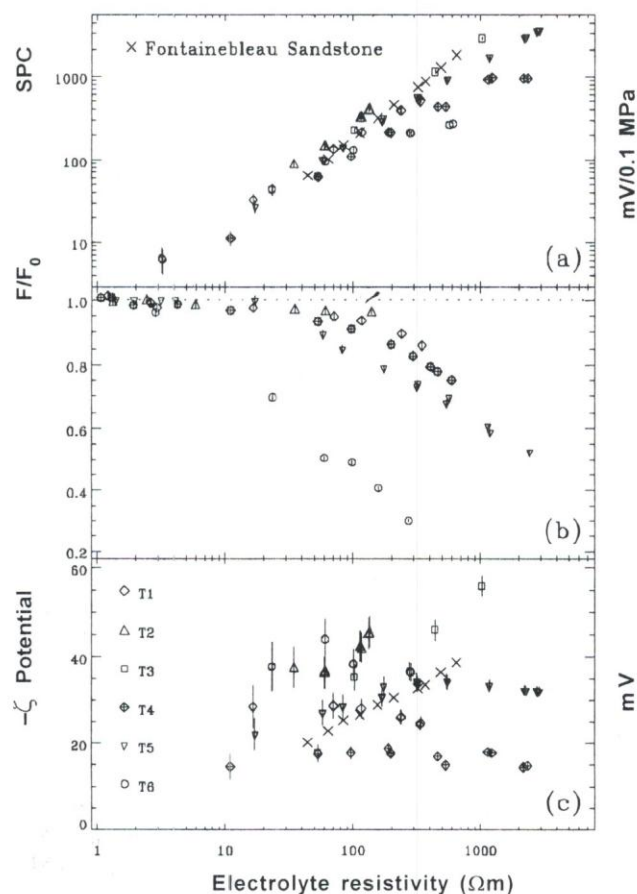 SPC
mV/0.1 MPa
× Fontainebleau Sandstone
1000
100
10
(a)
F/F0
1.0
0.8
0.6
0.4
0.2
(b)
−ζ Potential
mV
60
40
20
0
T1
T2
T3
T4
T5
T6
(c)
1 10 100 1000
Electrolyte resistivity (Ωm)